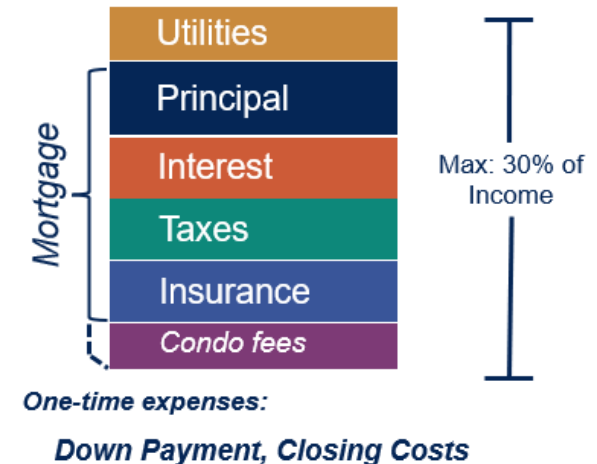 Utilities
Principal
Interest
Taxes
Insurance
Condo fees
Mortgage
Max: 30% of
Income
One-time expenses:
Down Payment, Closing Costs